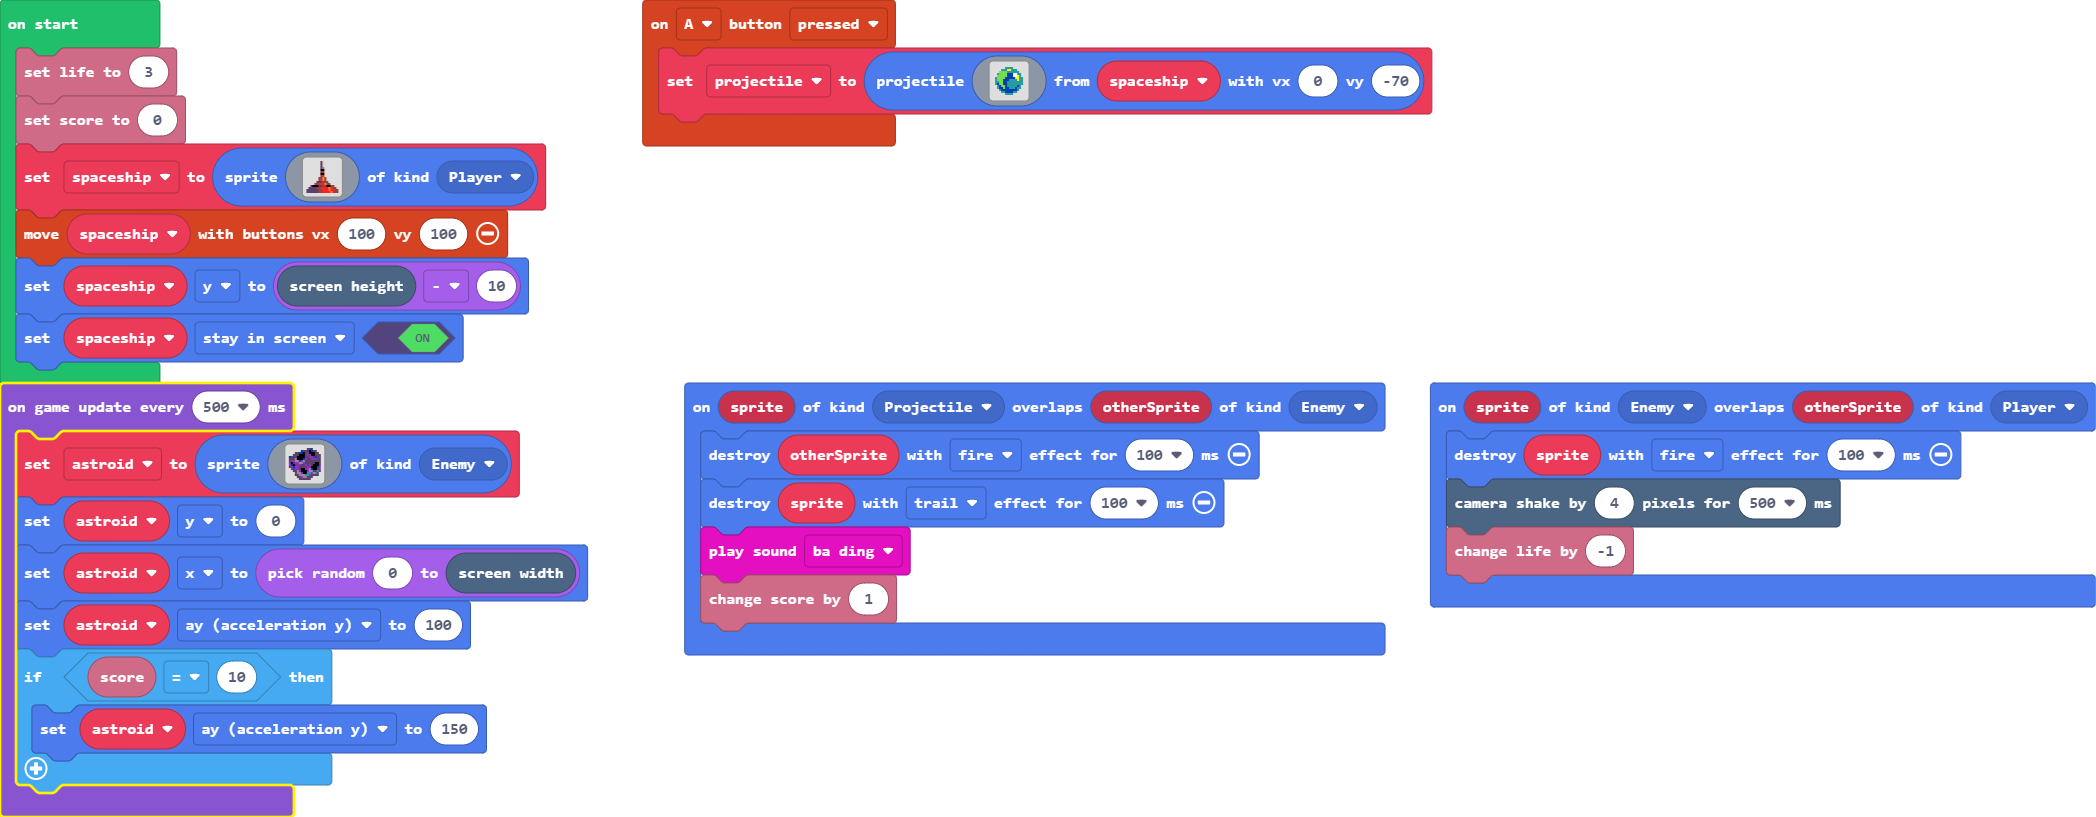 on start
set life to 3
set score to 0
set spaceship to sprite of kind Player
move spaceship with buttons vx 100 vy 100
set spaceship y to screen height - 10
set spaceship stay in screen ON
on A button pressed
set projectile to projectile from spaceship with vx 0 vy -70
on game update every 500 ms
set astroid to sprite of kind Enemy
set astroid y to 0
set astroid x to pick random 0 to screen width
set astroid ay (acceleration y) to 100
if score = 10 then
set astroid ay (acceleration y) to 150
on sprite of kind Projectile overlaps otherSprite of kind Enemy
destroy otherSprite with fire effect for 100 ms
destroy sprite with trail effect for 100 ms
play sound ba ding
change score by 1
on sprite of kind Enemy overlaps otherSprite of kind Player
destroy sprite with fire effect for 100 ms
camera shake by 4 pixels for 500 ms
change life by -1